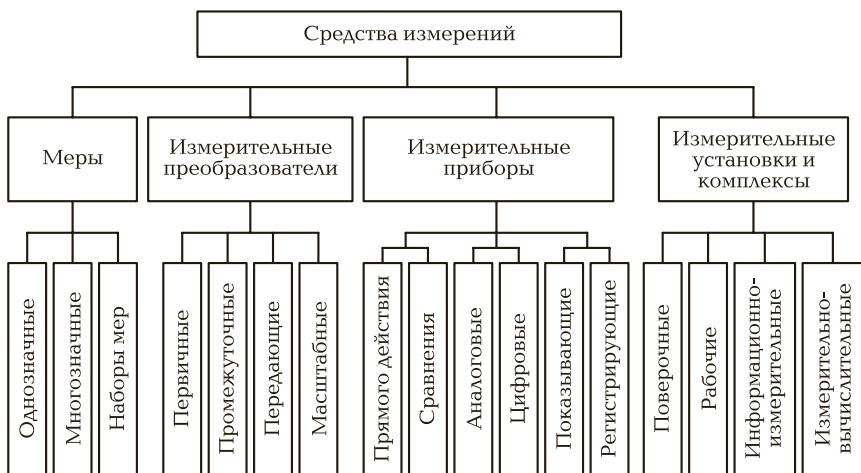 Средства измерений
Меры
Измерительные
преобразователи
Измерительные
приборы
Измерительные
установки и
комплексы
Однозначные
Многозначные
Наборы мер
Первичные
Промежуточные
Передающие
Масштабные
Прямого действия
Сравнения
Аналоговые
Цифровые
Показывающие
Регистрирующие
Поверочные
Рабочие
Информационно-
измерительные
Измерительно-
вычислительные